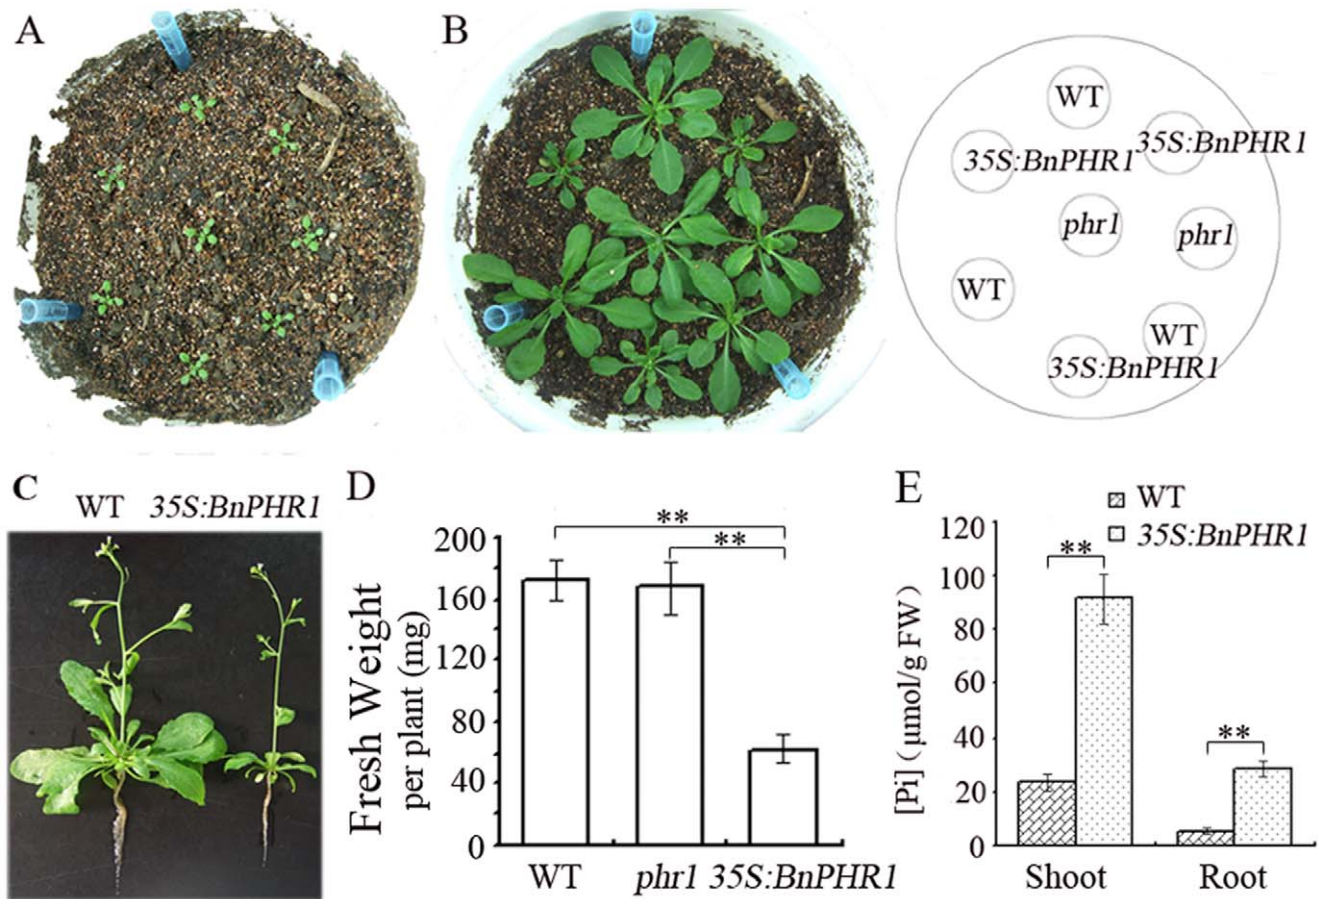 A
B
WT
35S:BnPHR1
35S:BnPHR1
phr1
phr1
WT
WT
35S:BnPHR1
C
WT 35S:BnPHR1
D
Fresh Weight
per plant (mg)
200
160
120
80
40
0
**
**
WT phr1 35S:BnPHR1
E
WT
35S:BnPHR1
[Pi] (μmol/g FW)
120
100
80
60
40
20
0
**
**
Shoot Root